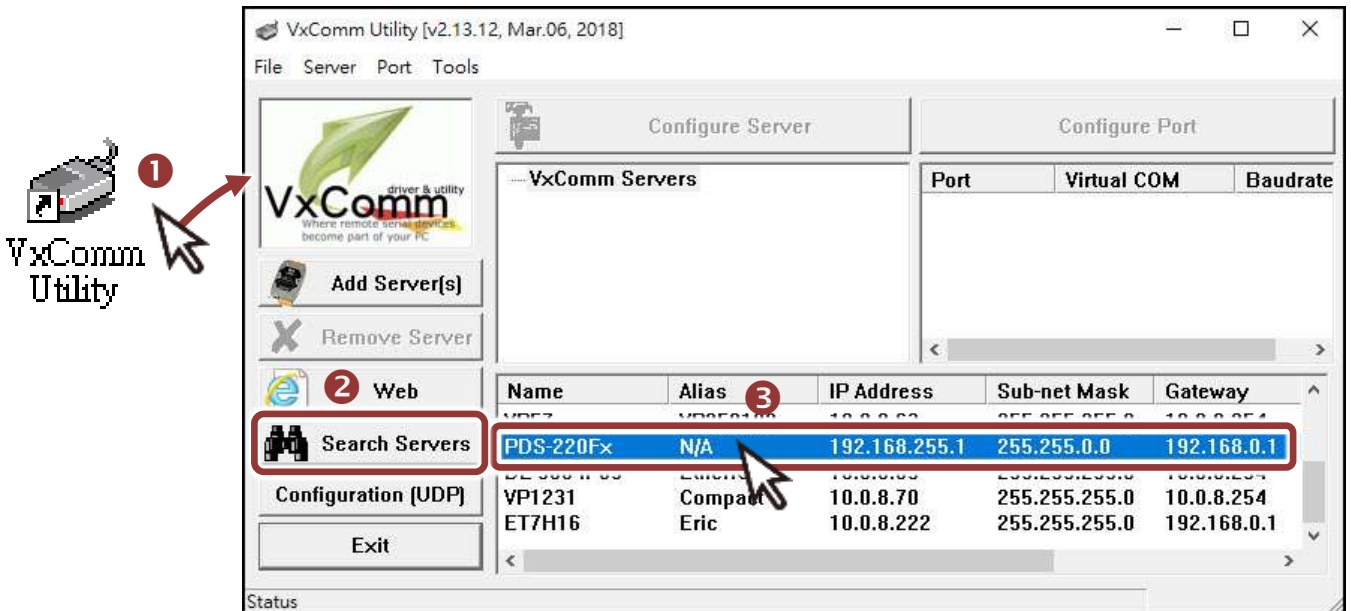 VxComm Utility [v2.13.12, Mar.06, 2018]
File Server Port Tools
1
VxComm
Utility
VxComm
driver & utility
Where remote serial devices
become part of your PC
Configure Server
Configure Port
VxComm Servers
Port Virtual COM Baudrate
Add Server(s)
Remove Server
2
Web
Search Servers
Configuration (UDP)
Exit
3
Name Alias IP Address Sub-net Mask Gateway
PDS-220Fx N/A 192.168.255.1 255.255.0.0 192.168.0.1
VP1231 Compact 10.0.8.70 255.255.255.0 10.0.8.254
ET7H16 Eric 10.0.8.222 255.255.255.0 192.168.0.1
Status